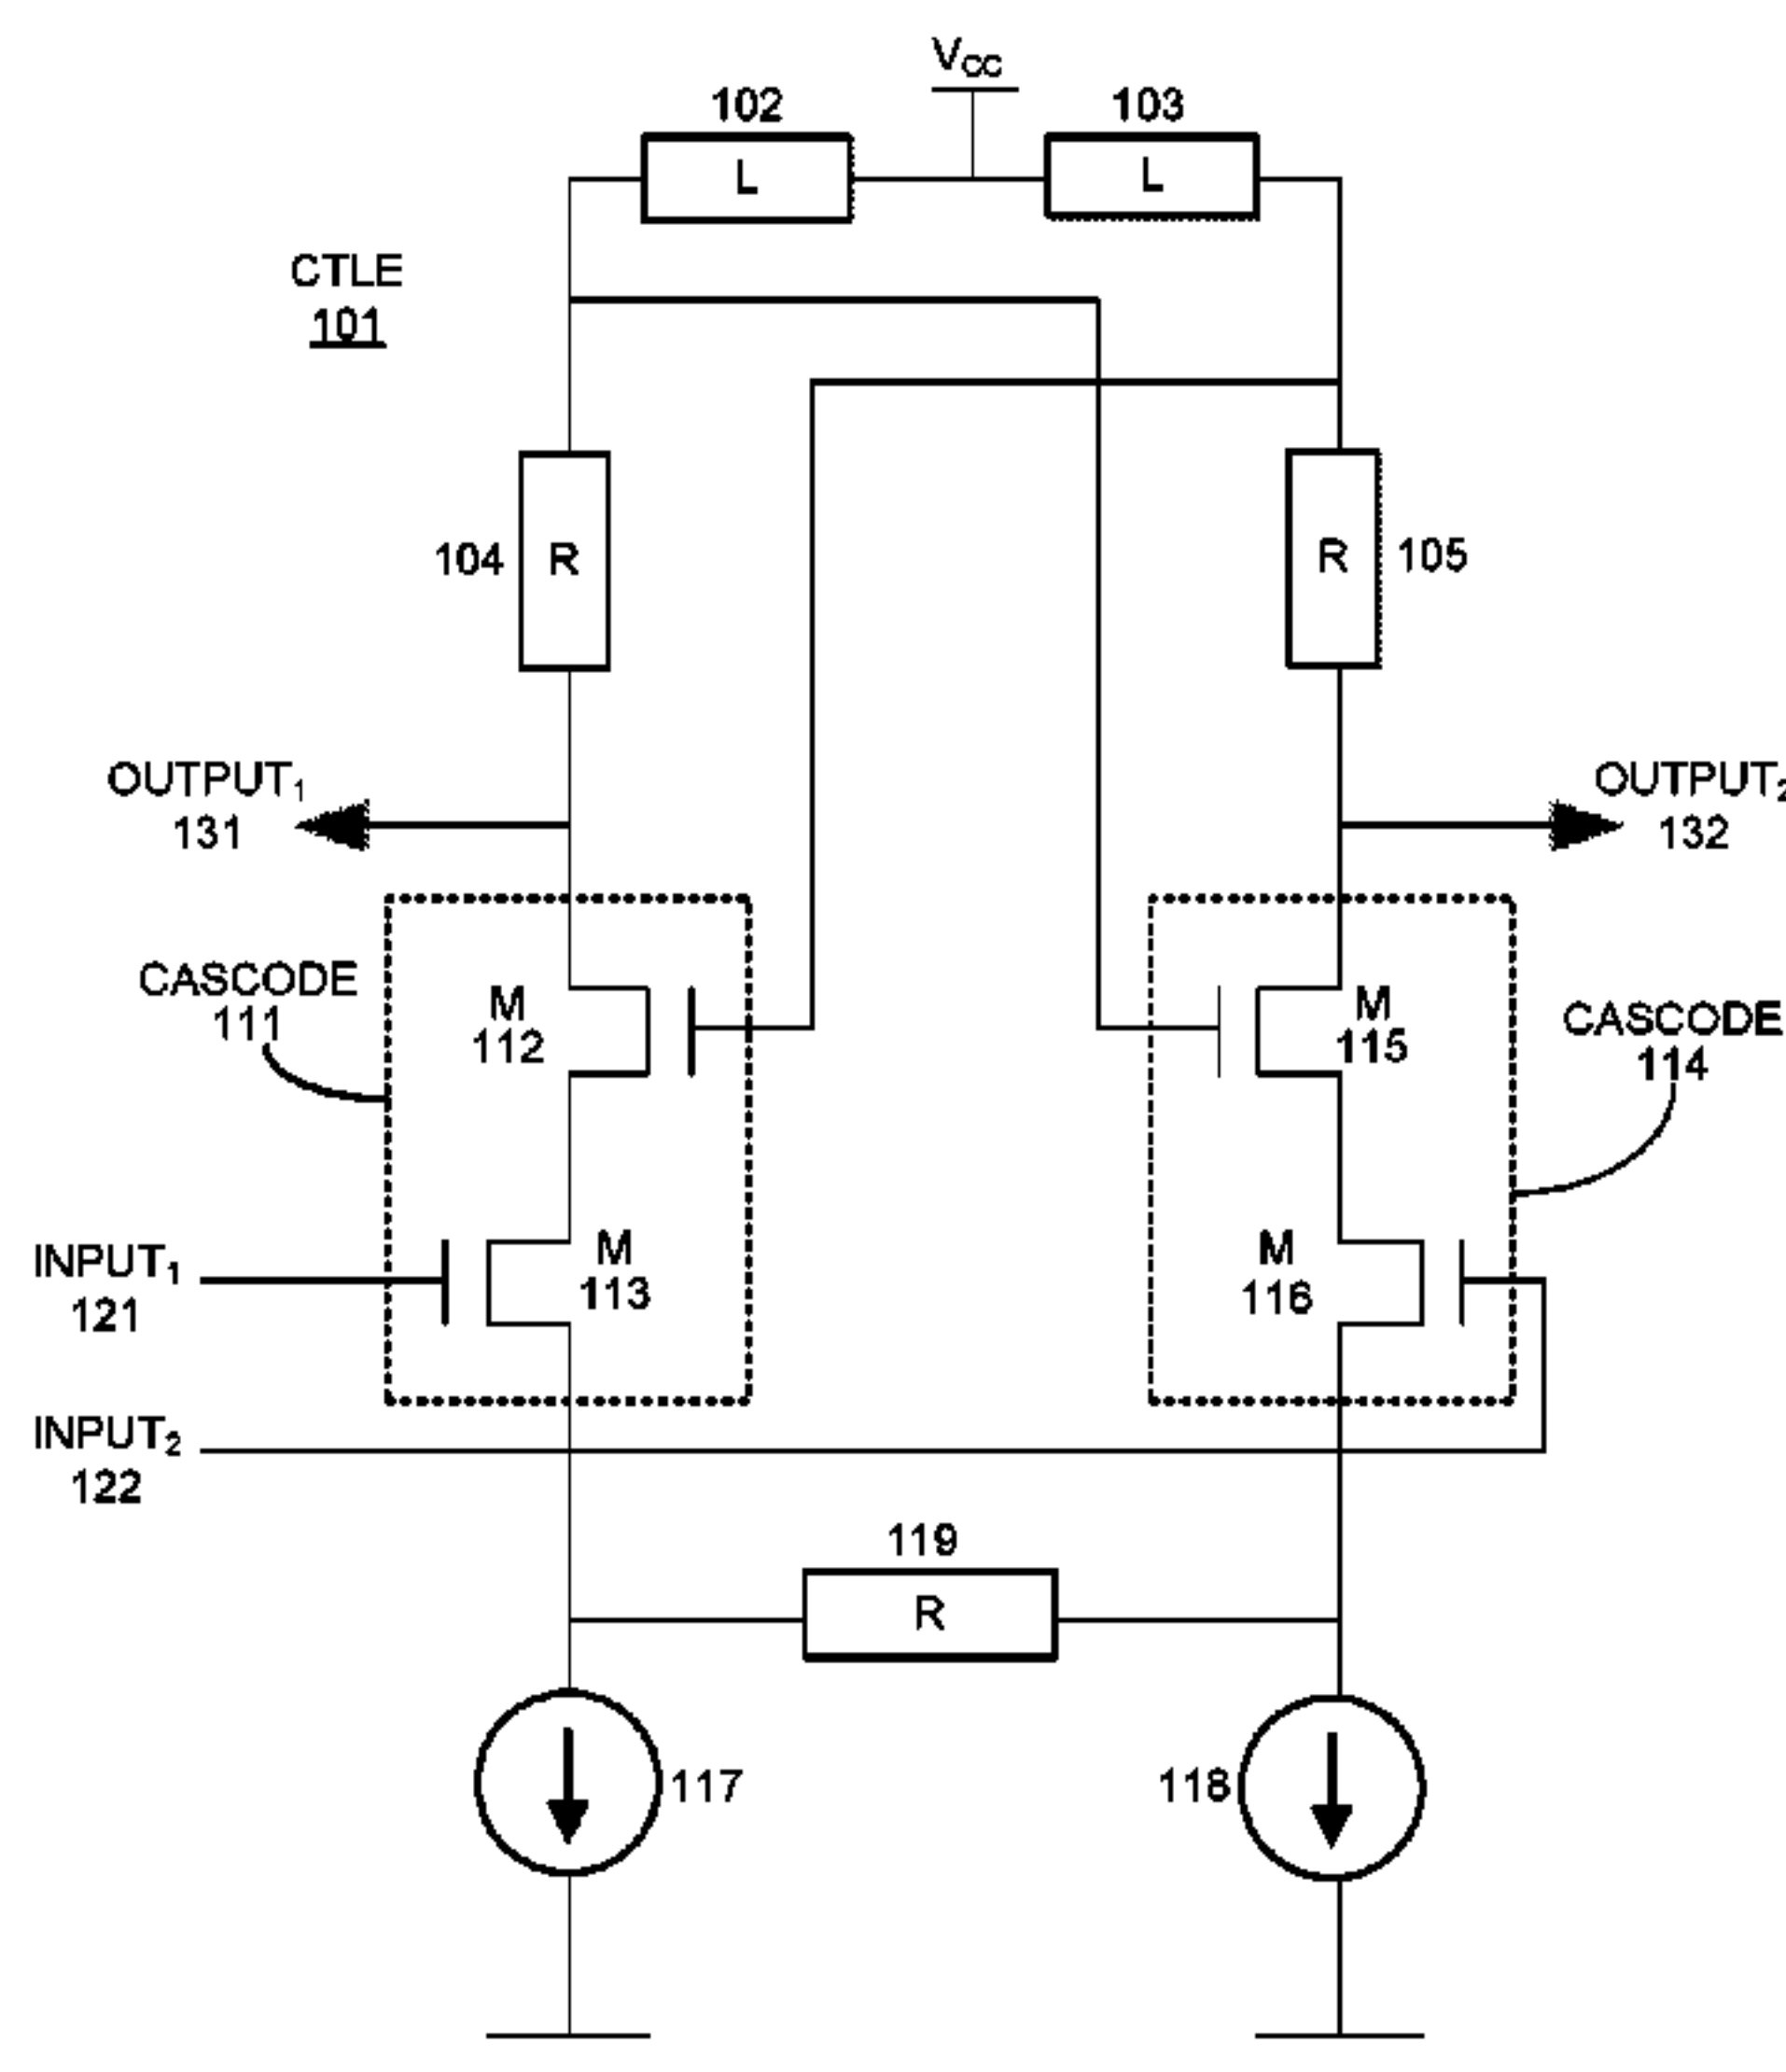 V_CC
102
103
L
L
CTLE
101
104
R
R
105
OUTPUT₁
131
OUTPUT₂
132
CASCODE
111
M
112
M
115
CASCODE
114
INPUT₁
121
M
113
M
116
INPUT₂
122
119
R
117
118